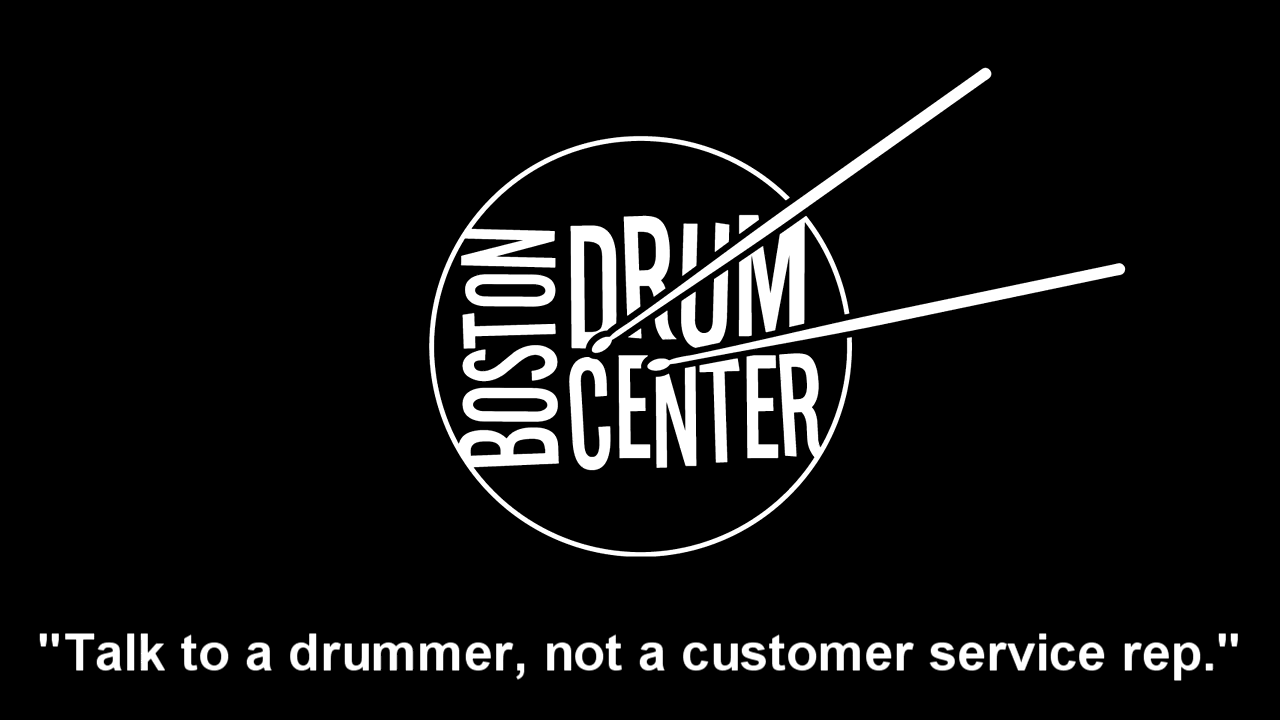 BOSTON
DRUM
CENTER
"Talk to a drummer, not a customer service rep."